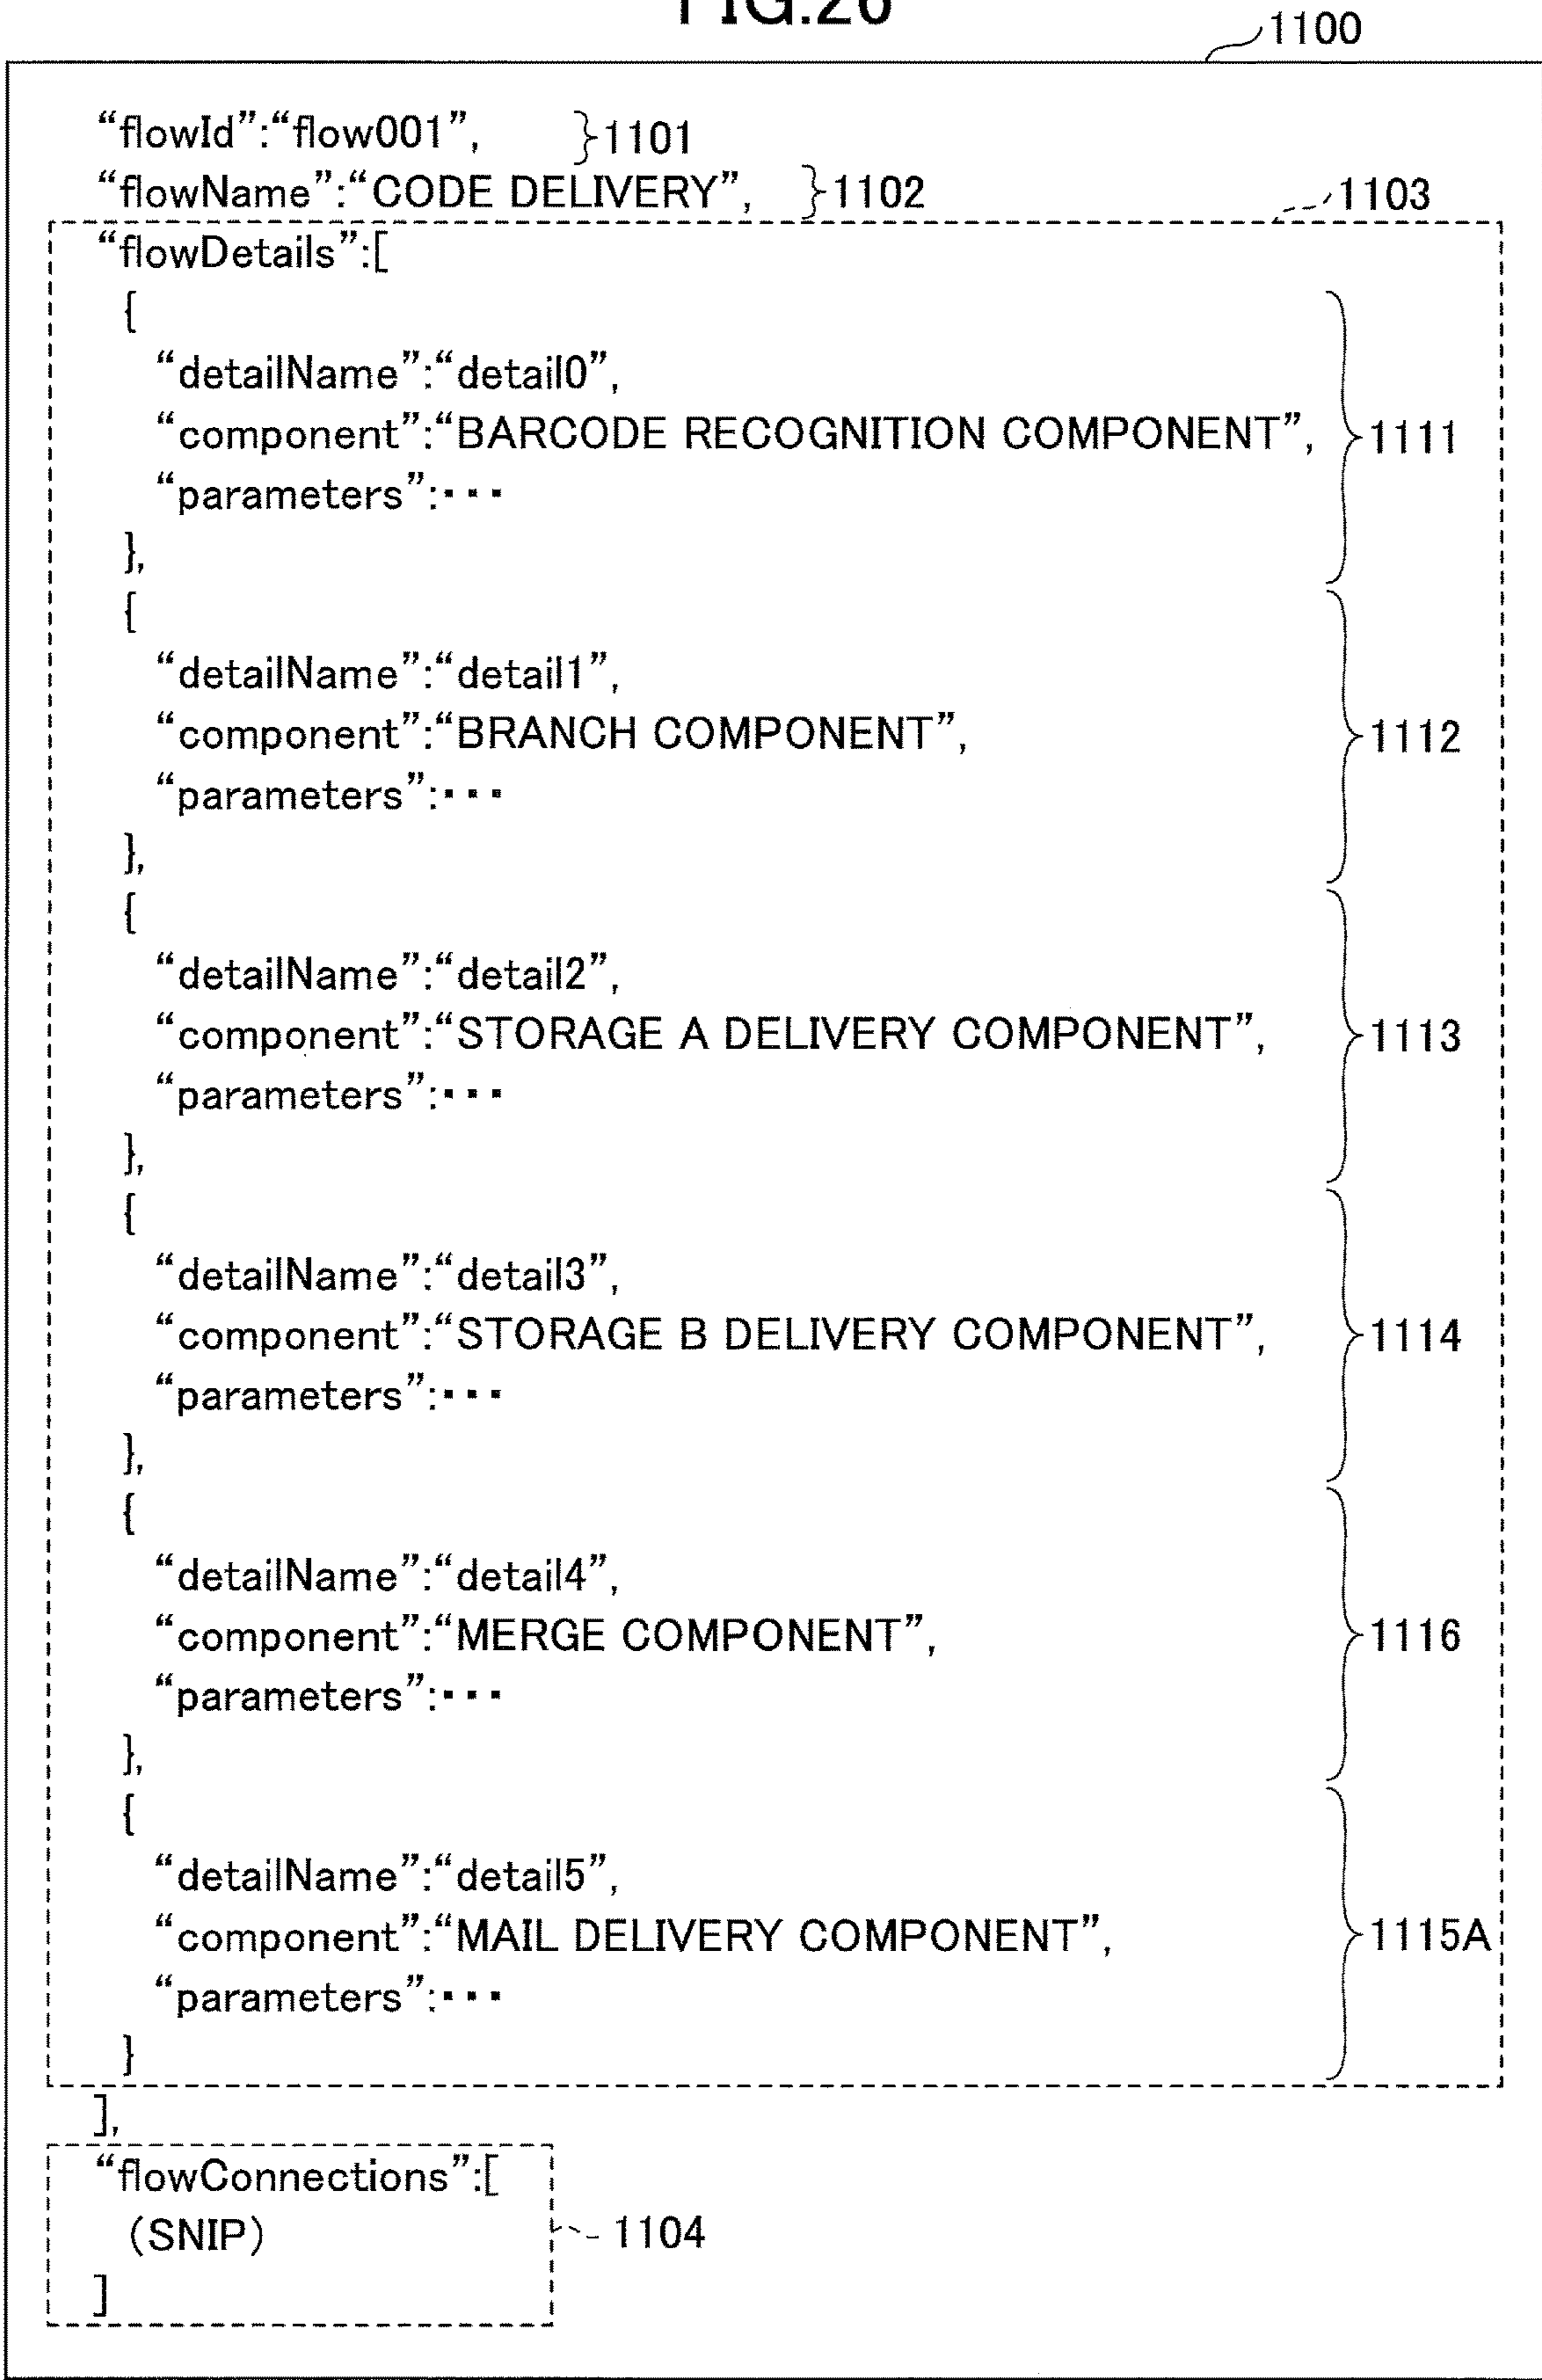 FIG.26
1100
“flowId”:“flow001”, }1101
“flowName”:“CODE DELIVERY”, }1102
1103
“flowDetails”:[
{
“detailName”:“detail0”,
“component”:“BARCODE RECOGNITION COMPONENT”, 1111
“parameters”:･･･
},
{
“detailName”:“detail1”,
“component”:“BRANCH COMPONENT”, 1112
“parameters”:･･･
},
{
“detailName”:“detail2”,
“component”:“STORAGE A DELIVERY COMPONENT”, 1113
“parameters”:･･･
},
{
“detailName”:“detail3”,
“component”:“STORAGE B DELIVERY COMPONENT”, 1114
“parameters”:･･･
},
{
“detailName”:“detail4”,
“component”:“MERGE COMPONENT”, 1116
“parameters”:･･･
},
{
“detailName”:“detail5”,
“component”:“MAIL DELIVERY COMPONENT”, 1115A
“parameters”:･･･
}
],
“flowConnections”:[
(SNIP) 1104
]